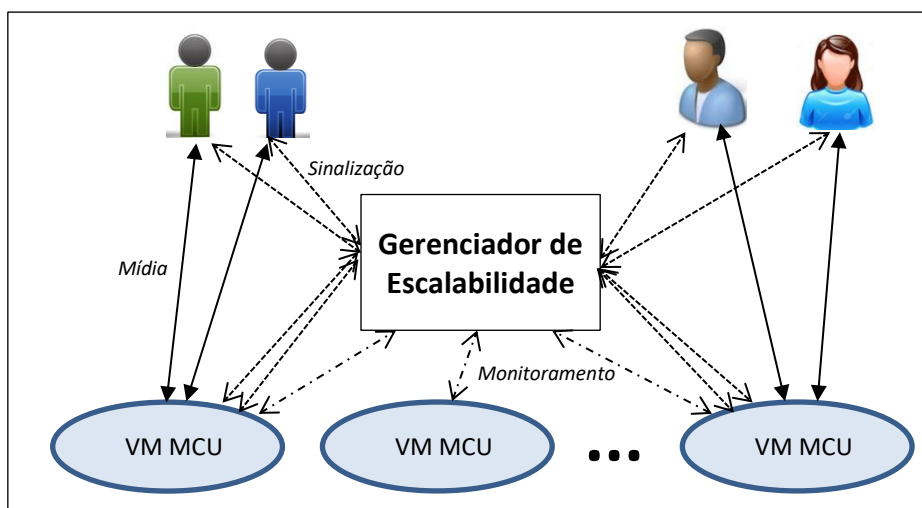 Sinalização
Gerenciador de
Escalabilidade
Mídia
Monitoramento
VM MCU
VM MCU
...
VM MCU